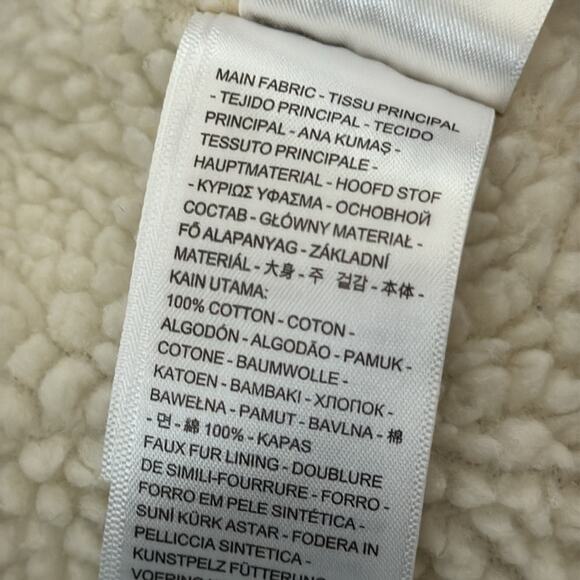 MAIN FABRIC - TISSU PRINCIPAL
- TEJIDO PRINCIPAL - TECIDO
PRINCIPAL - ANA KUMAŞ -
TESSUTO PRINCIPALE -
HAUPTMATERIAL - HOOFD STOF
- ΚΥΡΙΩΣ ΥΦΑΣΜΑ - ОСНОВНОЙ
СОСТАВ - GŁÓWNY MATERIAŁ -
FŐ ALAPANYAG - ZÁKLADNÍ
MATERIÁL - 大身 - 주 겉감 - 本体 -
KAIN UTAMA:
100% COTTON - COTON -
ALGODÓN - ALGODÃO - PAMUK -
COTONE - BAUMWOLLE -
KATOEN - ΒΑΜΒΑΚΙ - ХЛОПОК -
BAWEŁNA - PAMUT - BAVLNA - 棉
- 면 - 綿 100% - KAPAS
FAUX FUR LINING - DOUBLURE
DE SIMILI-FOURRURE - FORRO -
FORRO EM PELE SINTÉTICA -
SUNÍ KÜRK ASTAR - FODERA IN
PELLICCIA SINTETICA -
KUNSTPELZ FÜTTERUNG
VOERING